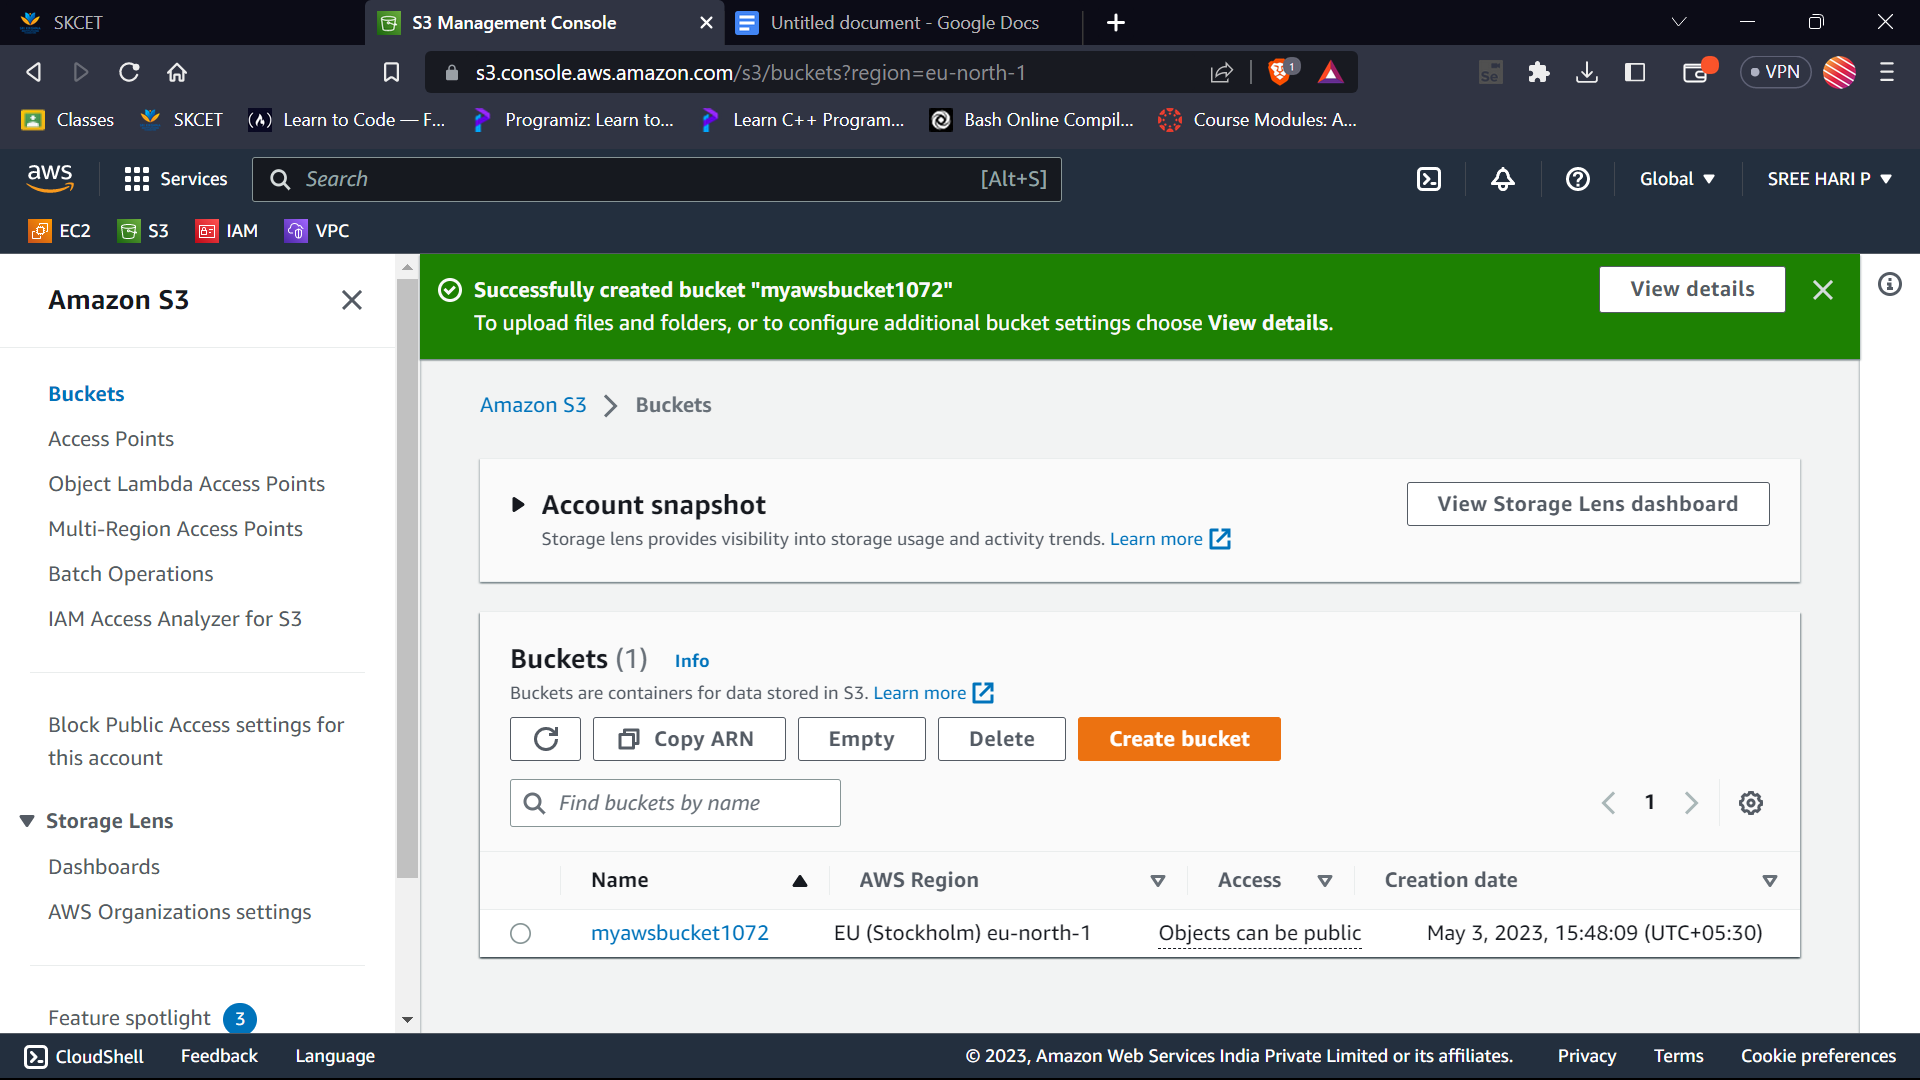 SKCET
S3 Management Console
Untitled document - Google Docs
s3.console.aws.amazon.com/s3/buckets?region=eu-north-1
1
Se
VPN
Classes
SKCET
Learn to Code — F...
Programiz: Learn to...
Learn C++ Program...
Bash Online Compil...
Course Modules: A...
aws
Services
Search
[Alt+S]
Global
SREE HARI P
EC2
S3
IAM
VPC
Amazon S3
Buckets
Access Points
Object Lambda Access Points
Multi-Region Access Points
Batch Operations
IAM Access Analyzer for S3
Block Public Access settings for
this account
Storage Lens
Dashboards
AWS Organizations settings
Feature spotlight 3
Successfully created bucket "myawsbucket1072"
To upload files and folders, or to configure additional bucket settings choose View details.
View details
Amazon S3
Buckets
Account snapshot
Storage lens provides visibility into storage usage and activity trends. Learn more
View Storage Lens dashboard
Buckets (1) Info
Buckets are containers for data stored in S3. Learn more
Copy ARN
Empty
Delete
Create bucket
Find buckets by name
1
Name
AWS Region
Access
Creation date
myawsbucket1072
EU (Stockholm) eu-north-1
Objects can be public
May 3, 2023, 15:48:09 (UTC+05:30)
CloudShell
Feedback
Language
© 2023, Amazon Web Services India Private Limited or its affiliates.
Privacy
Terms
Cookie preferences